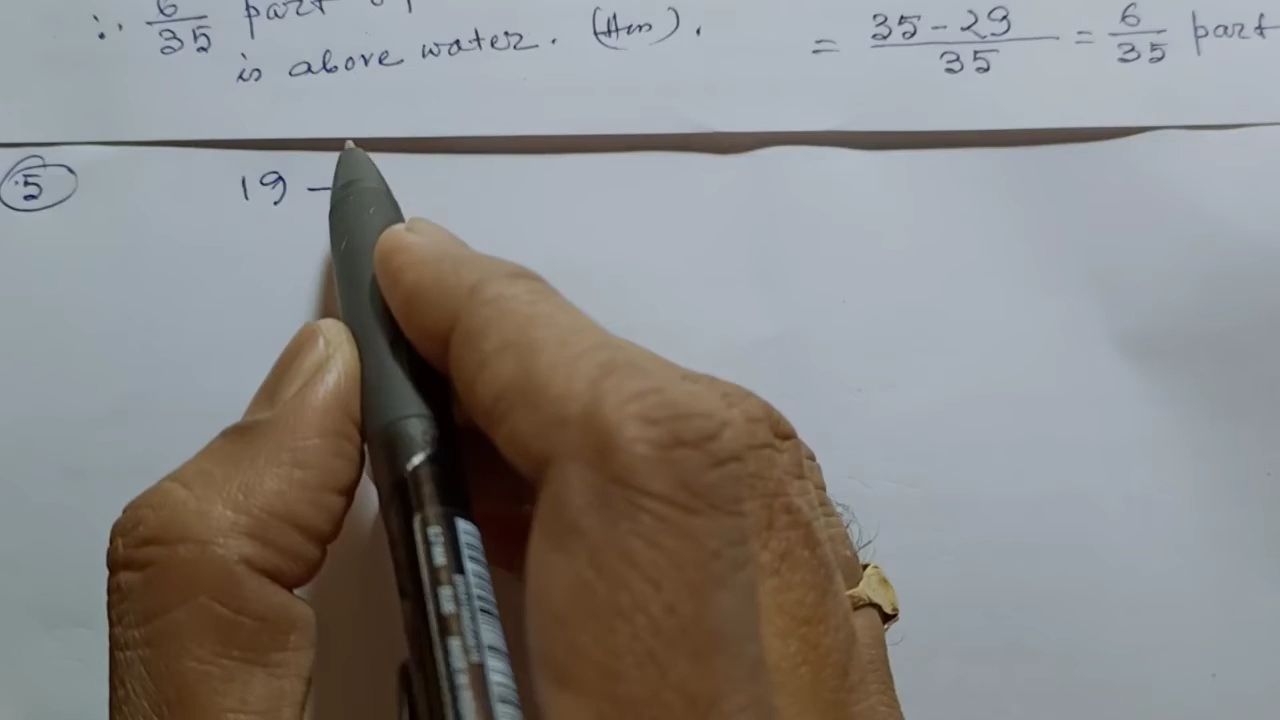 ∴ 6/35 part
is above water. (Ans).
= (35 - 29)/35 = 6/35 part
5 19 -